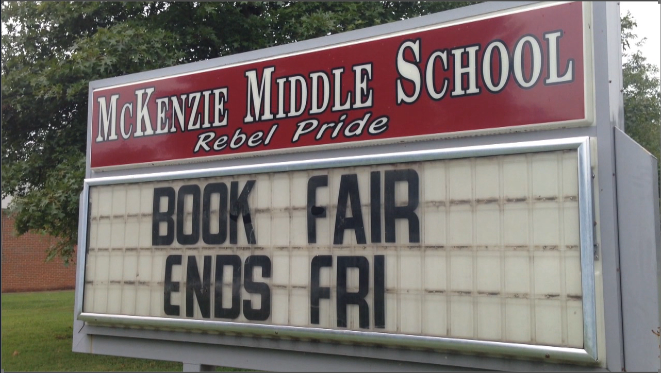 McKenzie Middle School
Rebel Pride
BOOK FAIR
ENDS FRI